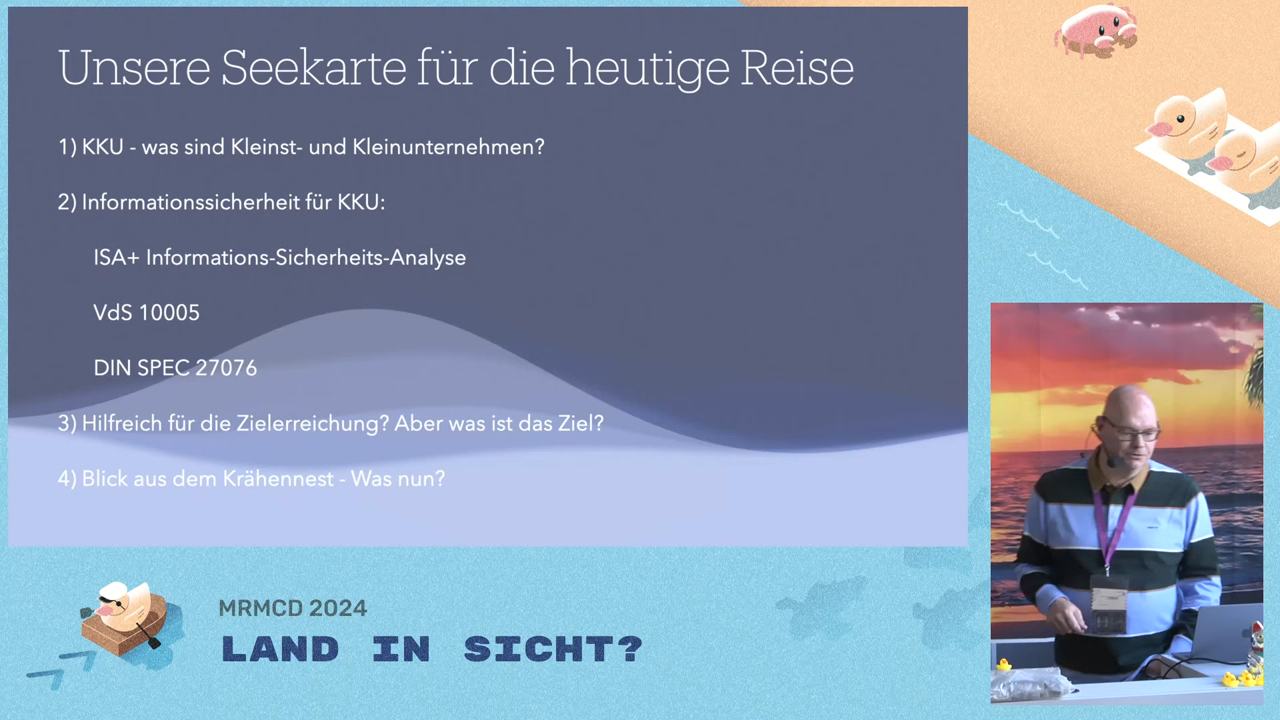 Unsere Seekarte für die heutige Reise
1) KKU - was sind Kleinst- und Kleinunternehmen?
2) Informationssicherheit für KKU:
ISA+ Informations-Sicherheits-Analyse
VdS 10005
DIN SPEC 27076
3) Hilfreich für die Zielerreichung? Aber was ist das Ziel?
4) Blick aus dem Krähennest - Was nun?
MRMCD 2024
LAND IN SICHT?